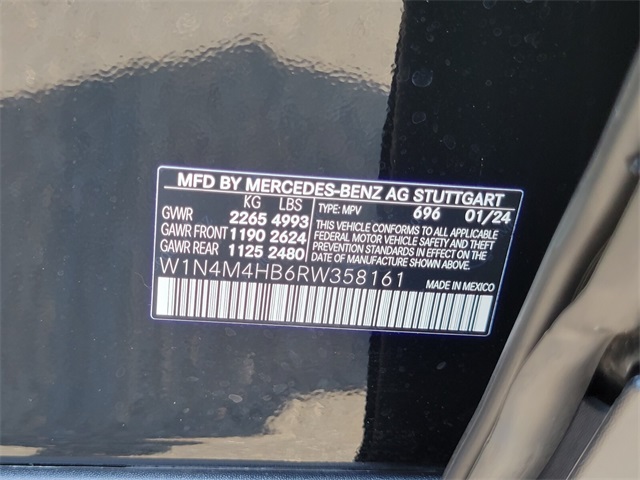 MFD BY MERCEDES-BENZ AG STUTTGART
KG LBS
GVWR 2265 4993
GAWR FRONT 1190 2624
GAWR REAR 1125 2480
TYPE: MPV 696 01/24
THIS VEHICLE CONFORMS TO ALL APPLICABLE
FEDERAL MOTOR VEHICLE SAFETY AND
THEFT PREVENTION STANDARDS IN EFFECT
ON THE DATE OF MANUFACTURE SHOWN ABOVE.
W1N4M4HB6RW358161
MADE IN MEXICO